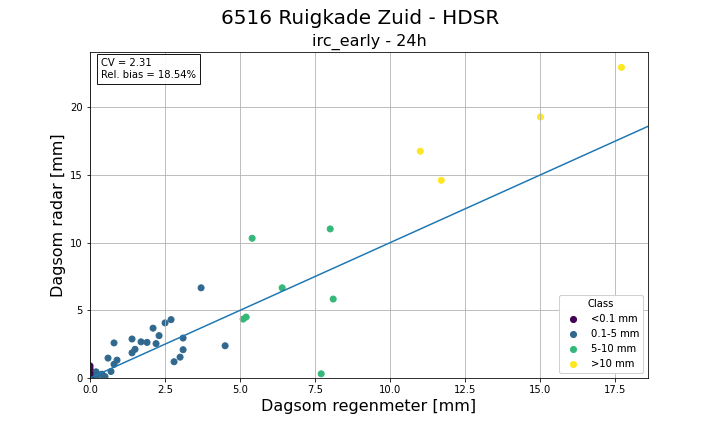 6516 Ruigkade Zuid - HDSR
irc_early - 24h
CV = 2.31
Rel. bias = 18.54%
Dagsom radar [mm]
20
15
10
5
0
0.0 2.5 5.0 7.5 10.0 12.5 15.0 17.5
Dagsom regenmeter [mm]
Class
<0.1 mm
0.1-5 mm
5-10 mm
>10 mm